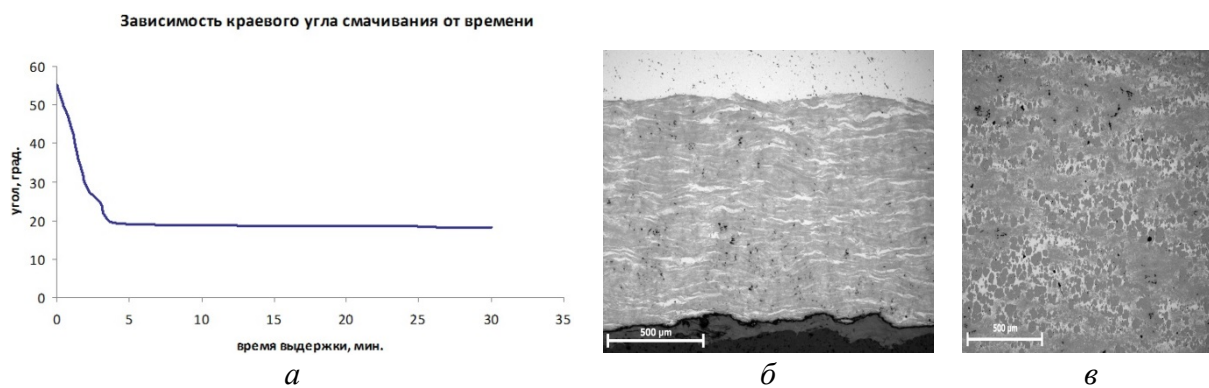 Зависимость краевого угла смачивания от времени
угол, град.
60
50
40
30
20
10
0
0 5 10 15 20 25 30 35
время выдержки, мин.
500 µm
500 µm
а б в